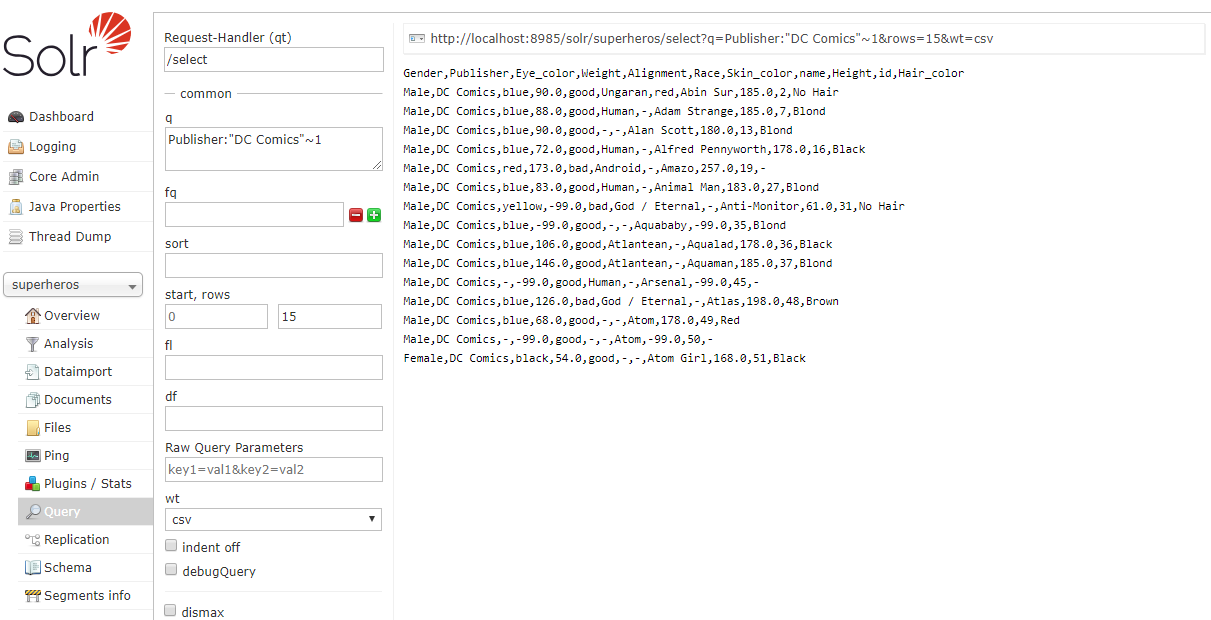 Solr
Dashboard
Logging
Core Admin
Java Properties
Thread Dump
superheros
Overview
Analysis
Dataimport
Documents
Files
Ping
Plugins / Stats
Query
Replication
Schema
Segments info
Request-Handler (qt)
/select
common
q
Publisher:"DC Comics"~1
fq
sort
start, rows
0
15
fl
df
Raw Query Parameters
key1=val1&key2=val2
wt
csv
indent off
debugQuery
dismax
http://localhost:8985/solr/superheros/select?q=Publisher:"DC Comics"~1&rows=15&wt=csv
Gender,Publisher,Eye_color,Weight,Alignment,Race,Skin_color,name,Height,id,Hair_color
Male,DC Comics,blue,90.0,good,Ungaran,red,Abin Sur,185.0,2,No Hair
Male,DC Comics,blue,88.0,good,Human,-,Adam Strange,185.0,7,Blond
Male,DC Comics,blue,90.0,good,-,-,Alan Scott,180.0,13,Blond
Male,DC Comics,blue,72.0,good,Human,-,Alfred Pennyworth,178.0,16,Black
Male,DC Comics,red,173.0,bad,Android,-,Amazo,257.0,19,-
Male,DC Comics,blue,83.0,good,Human,-,Animal Man,183.0,27,Blond
Male,DC Comics,yellow,-99.0,bad,God / Eternal,-,Anti-Monitor,61.0,31,No Hair
Male,DC Comics,blue,-99.0,good,-,-,Aquababy,-99.0,35,Blond
Male,DC Comics,blue,106.0,good,Atlantean,-,Aqualad,178.0,36,Black
Male,DC Comics,blue,146.0,good,Atlantean,-,Aquaman,185.0,37,Blond
Male,DC Comics,-,-99.0,good,Human,-,Arsenal,-99.0,45,-
Male,DC Comics,blue,126.0,bad,God / Eternal,-,Atlas,198.0,48,Brown
Male,DC Comics,blue,68.0,good,-,-,Atom,178.0,49,Red
Male,DC Comics,-,-99.0,good,-,-,Atom,-99.0,50,-
Female,DC Comics,black,54.0,good,-,-,Atom Girl,168.0,51,Black